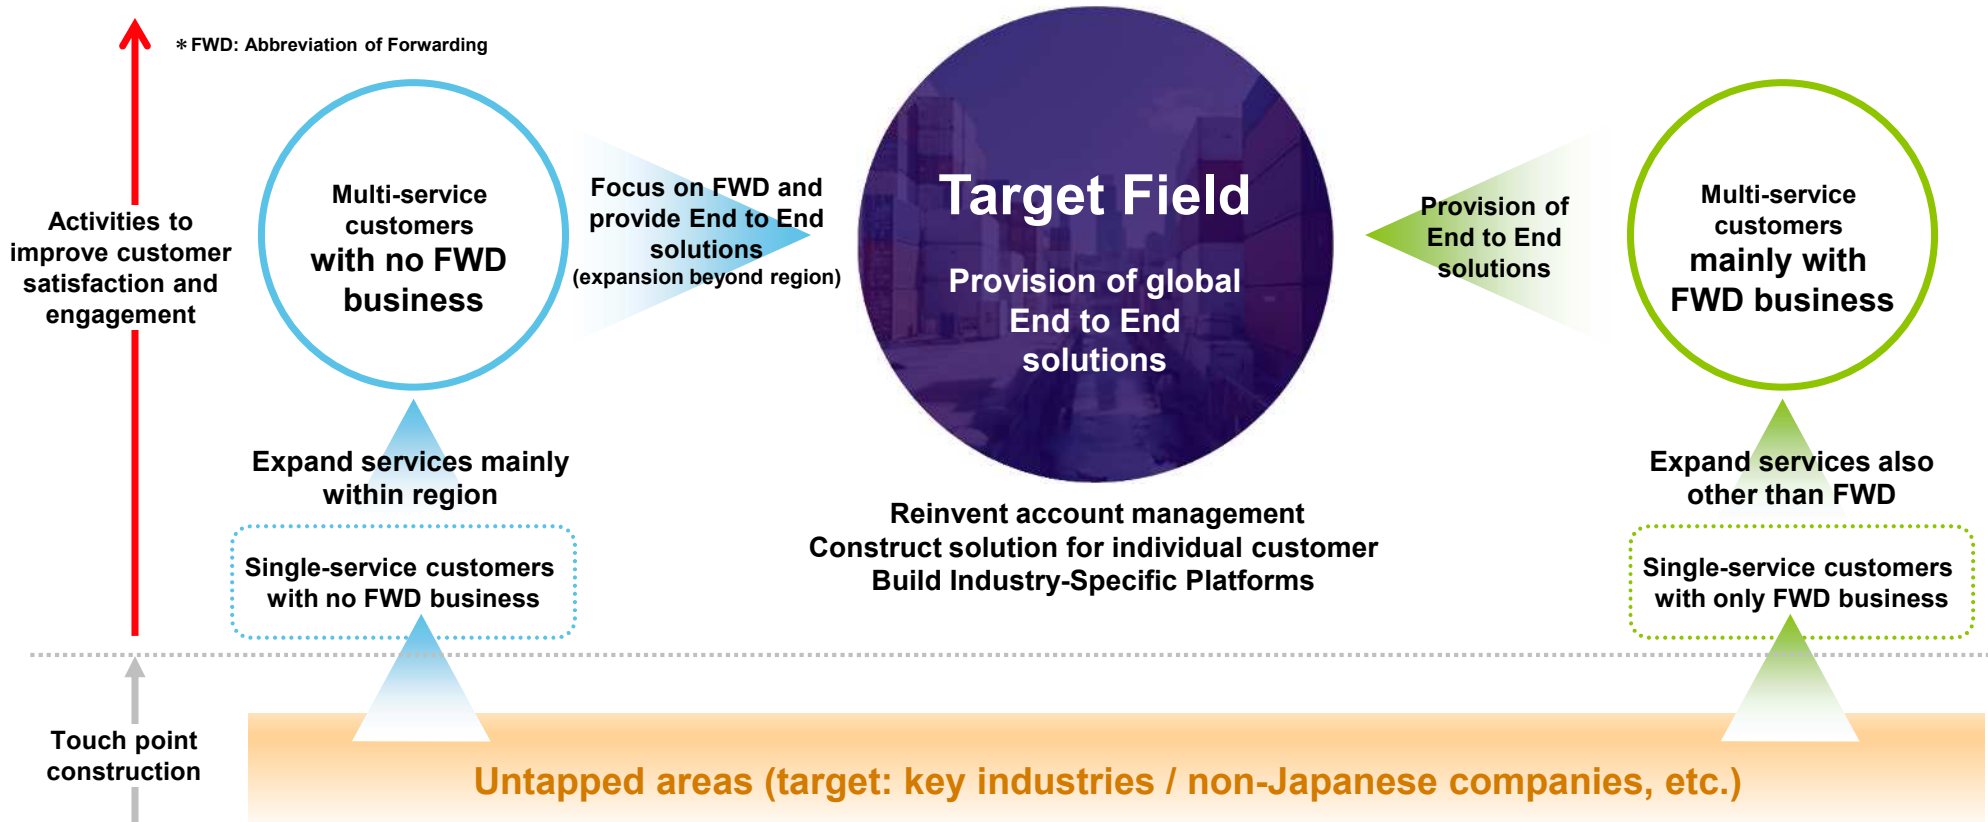 ＊FWD: Abbreviation of Forwarding
Activities to
improve customer
satisfaction and
engagement
Touch point
construction
Multi-service
customers
with no FWD
business
Expand services mainly
within region
Single-service customers
with no FWD business
Focus on FWD and
provide End to End
solutions
(expansion beyond region)
Target Field
Provision of global
End to End
solutions
Reinvent account management
Construct solution for individual customer
Build Industry-Specific Platforms
Provision of
End to End
solutions
Multi-service
customers
mainly with
FWD business
Expand services also
other than FWD
Single-service customers
with only FWD business
Untapped areas (target: key industries / non-Japanese companies, etc.)